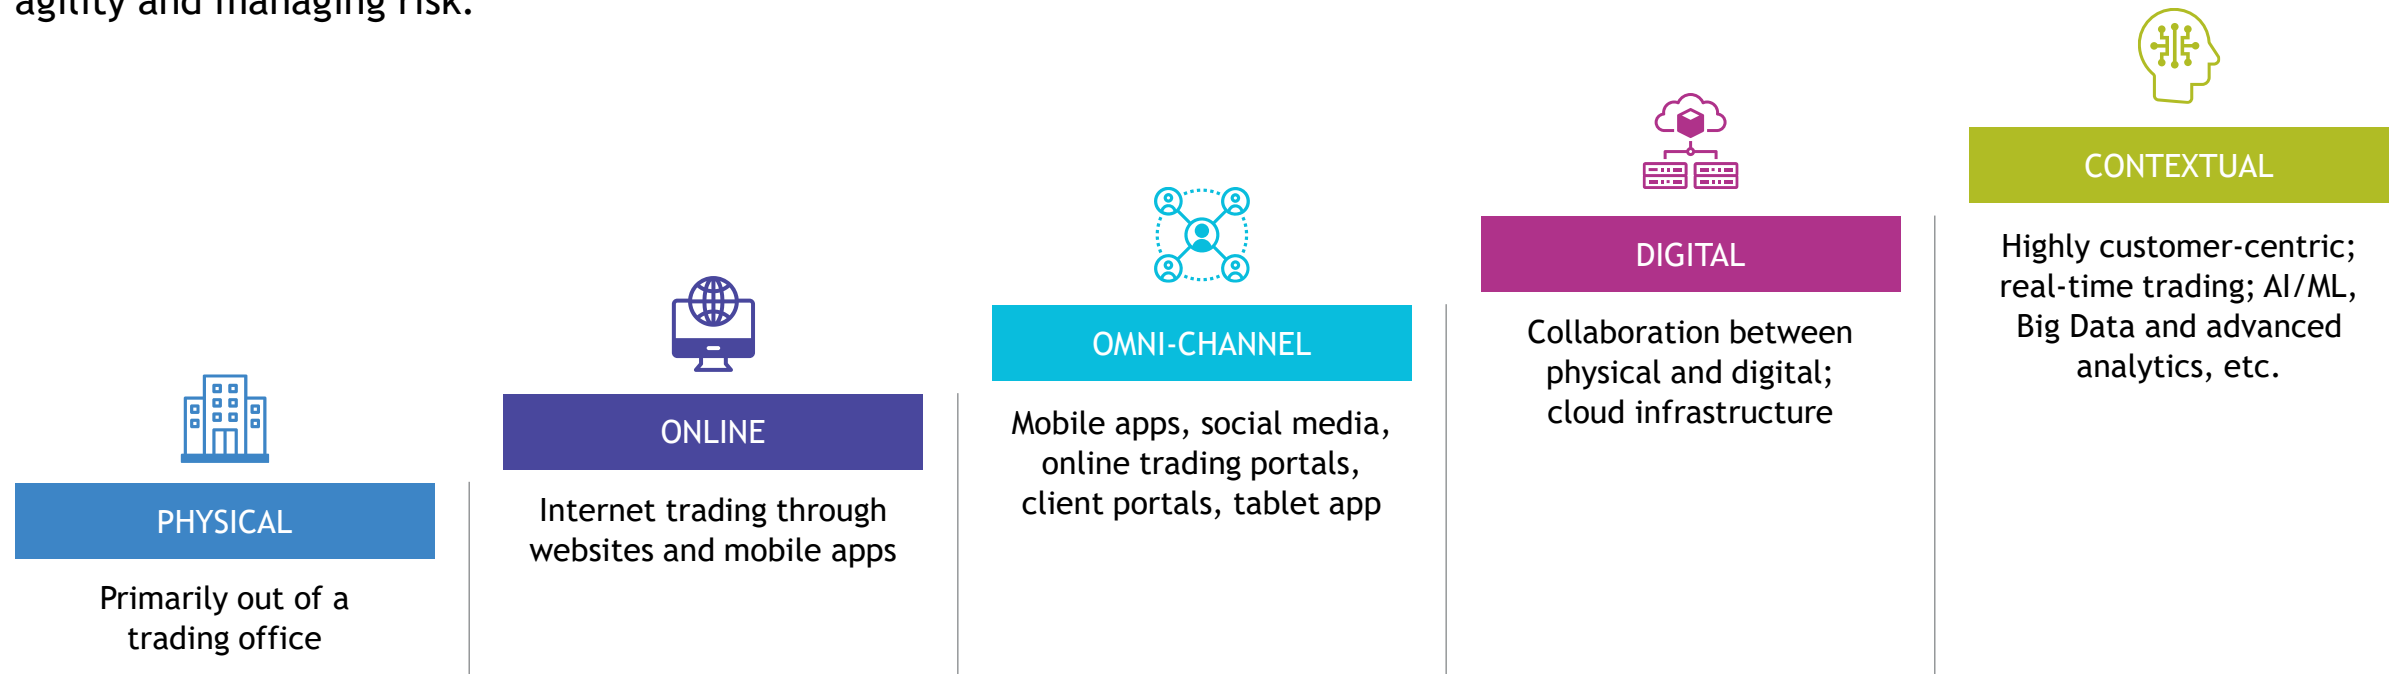 agility and managing risk.
PHYSICAL
Primarily out of a
trading office
ONLINE
Internet trading through
websites and mobile apps
OMNI-CHANNEL
Mobile apps, social media,
online trading portals,
client portals, tablet app
DIGITAL
Collaboration between
physical and digital;
cloud infrastructure
CONTEXTUAL
Highly customer-centric;
real-time trading; AI/ML,
Big Data and advanced
analytics, etc.